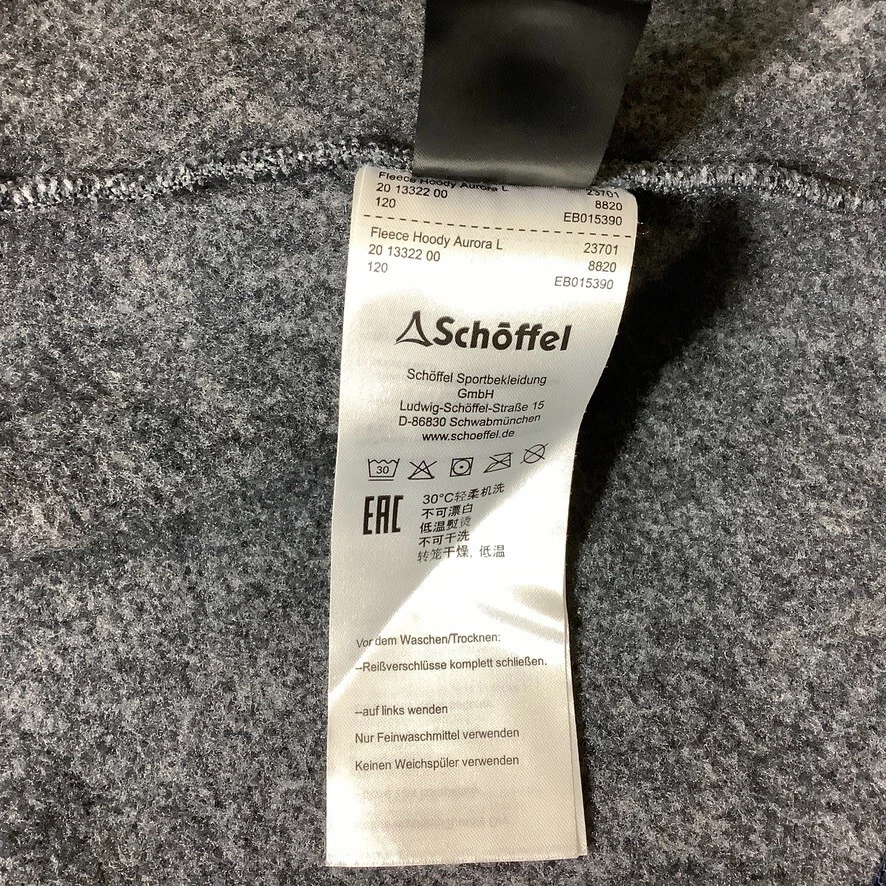 Fleece Hoody Aurora L 23701
20 13322 00 8820
120 EB015390
Fleece Hoody Aurora L 23701
20 13322 00 8820
120 EB015390
Schöffel
Schöffel Sportbekleidung
GmbH
Ludwig-Schöffel-Straße 15
D-86830 Schwabmünchen
www.schoeffel.de
30
EAC
30°C轻柔机洗
不可漂白
低温熨烫
不可干洗
转笼干燥, 低温
Vor dem Waschen/Trocknen:
--Reißverschlüsse komplett schließen.
--auf links wenden
Nur Feinwaschmittel verwenden
Keinen Weichspüler verwenden